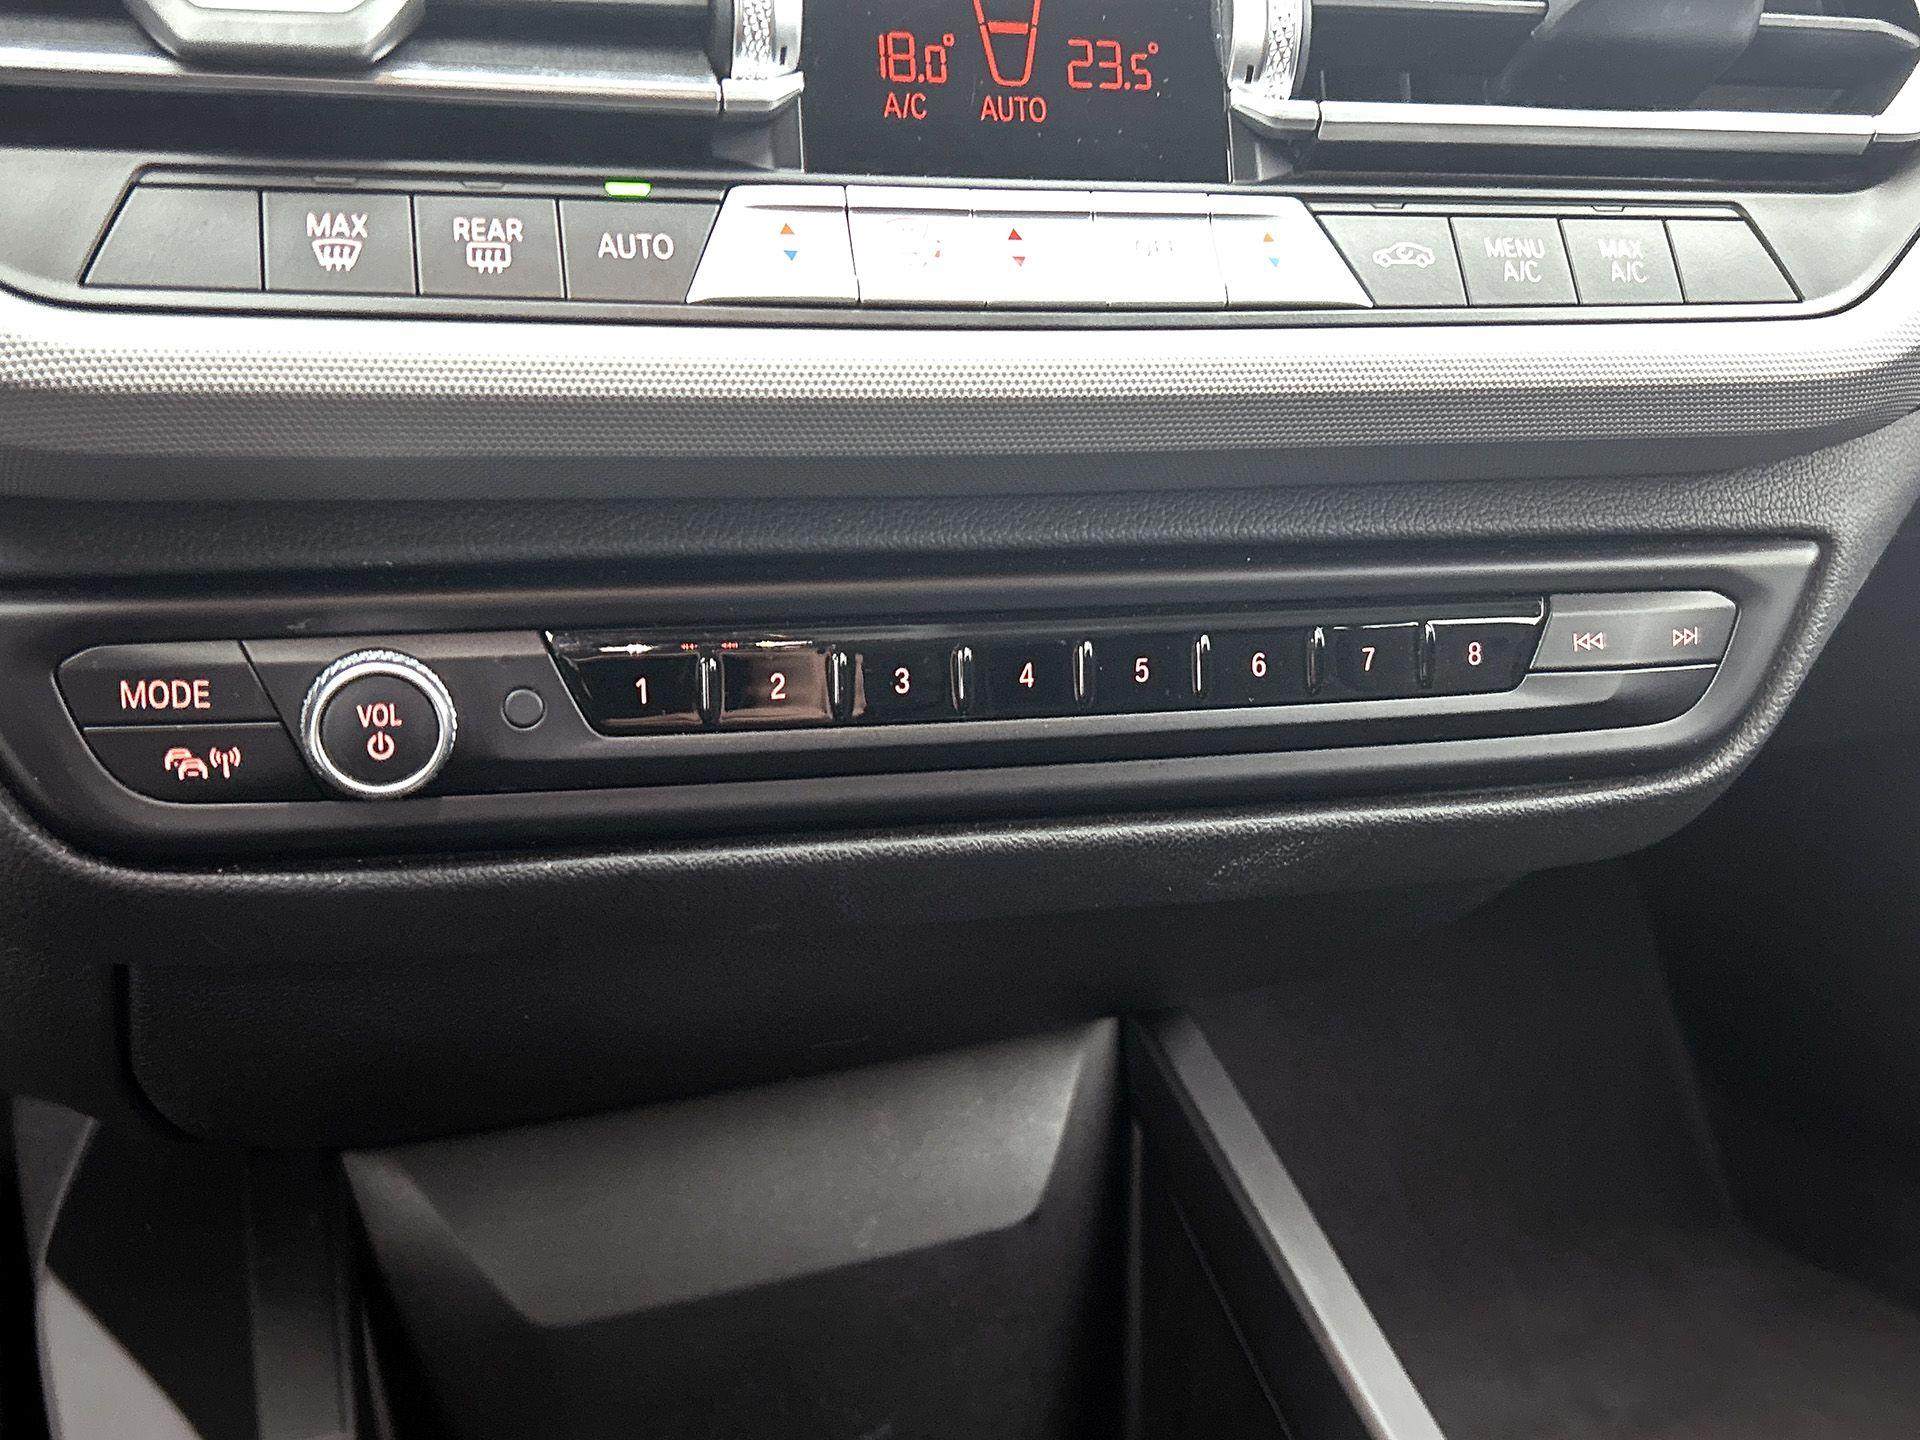 18.0°
23.5°
A/C
AUTO
MAX
REAR
AUTO
OFF
MENU
A/C
MAX
A/C
MODE
VOL
1
2
3
4
5
6
7
8